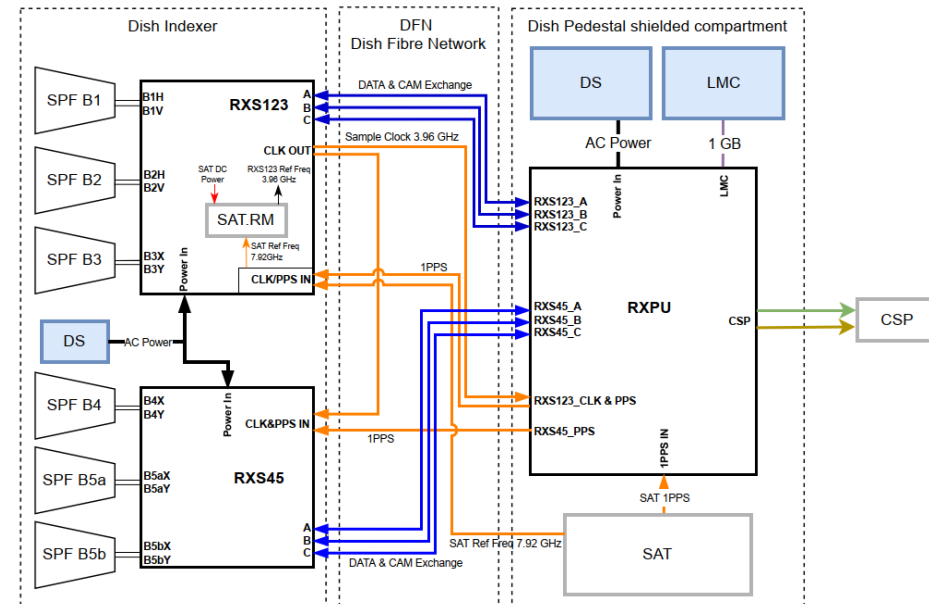 Dish Indexer
DFN
Dish Fibre Network
Dish Pedestal shielded compartment
SPF B1
B1H
B1V
RXS123
A
B
C
DATA & CAM Exchange
DS
LMC
AC Power
1 GB
Power In
LMC
CLK OUT
Sample Clock 3.96 GHz
SPF B2
B2H
B2V
SAT DC
Power
RXS123 Ref Freq
3.96 GHz
SAT.RM
SAT Ref Freq
7.92GHz
SPF B3
B3X
B3Y
Power In
CLK/PPS IN
1PPS
RXS123_A
RXS123_B
RXS123_C
RXPU
RXS45_A
RXS45_B
RXS45_C
CSP
CSP
DS
AC Power
SPF B4
B4X
B4Y
Power In
CLK&PPS IN
1PPS
RXS123_CLK & PPS
RXS45_PPS
1PPS IN
RXS45
SPF B5a
B5aX
B5aY
SAT 1PPS
SPF B5b
B5bX
B5bY
A
B
C
SAT Ref Freq 7.92 GHz
DATA & CAM Exchange
SAT